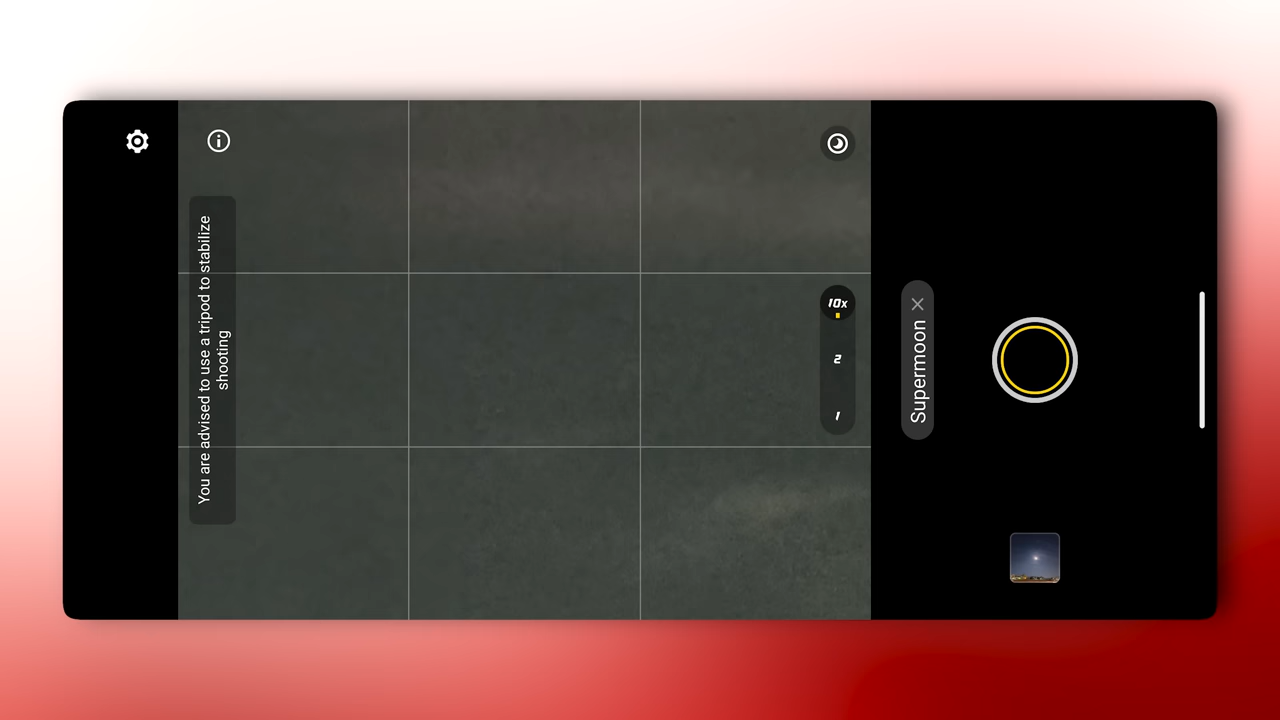 You are advised to use a tripod to stabilize
shooting
10x
2
1
Supermoon